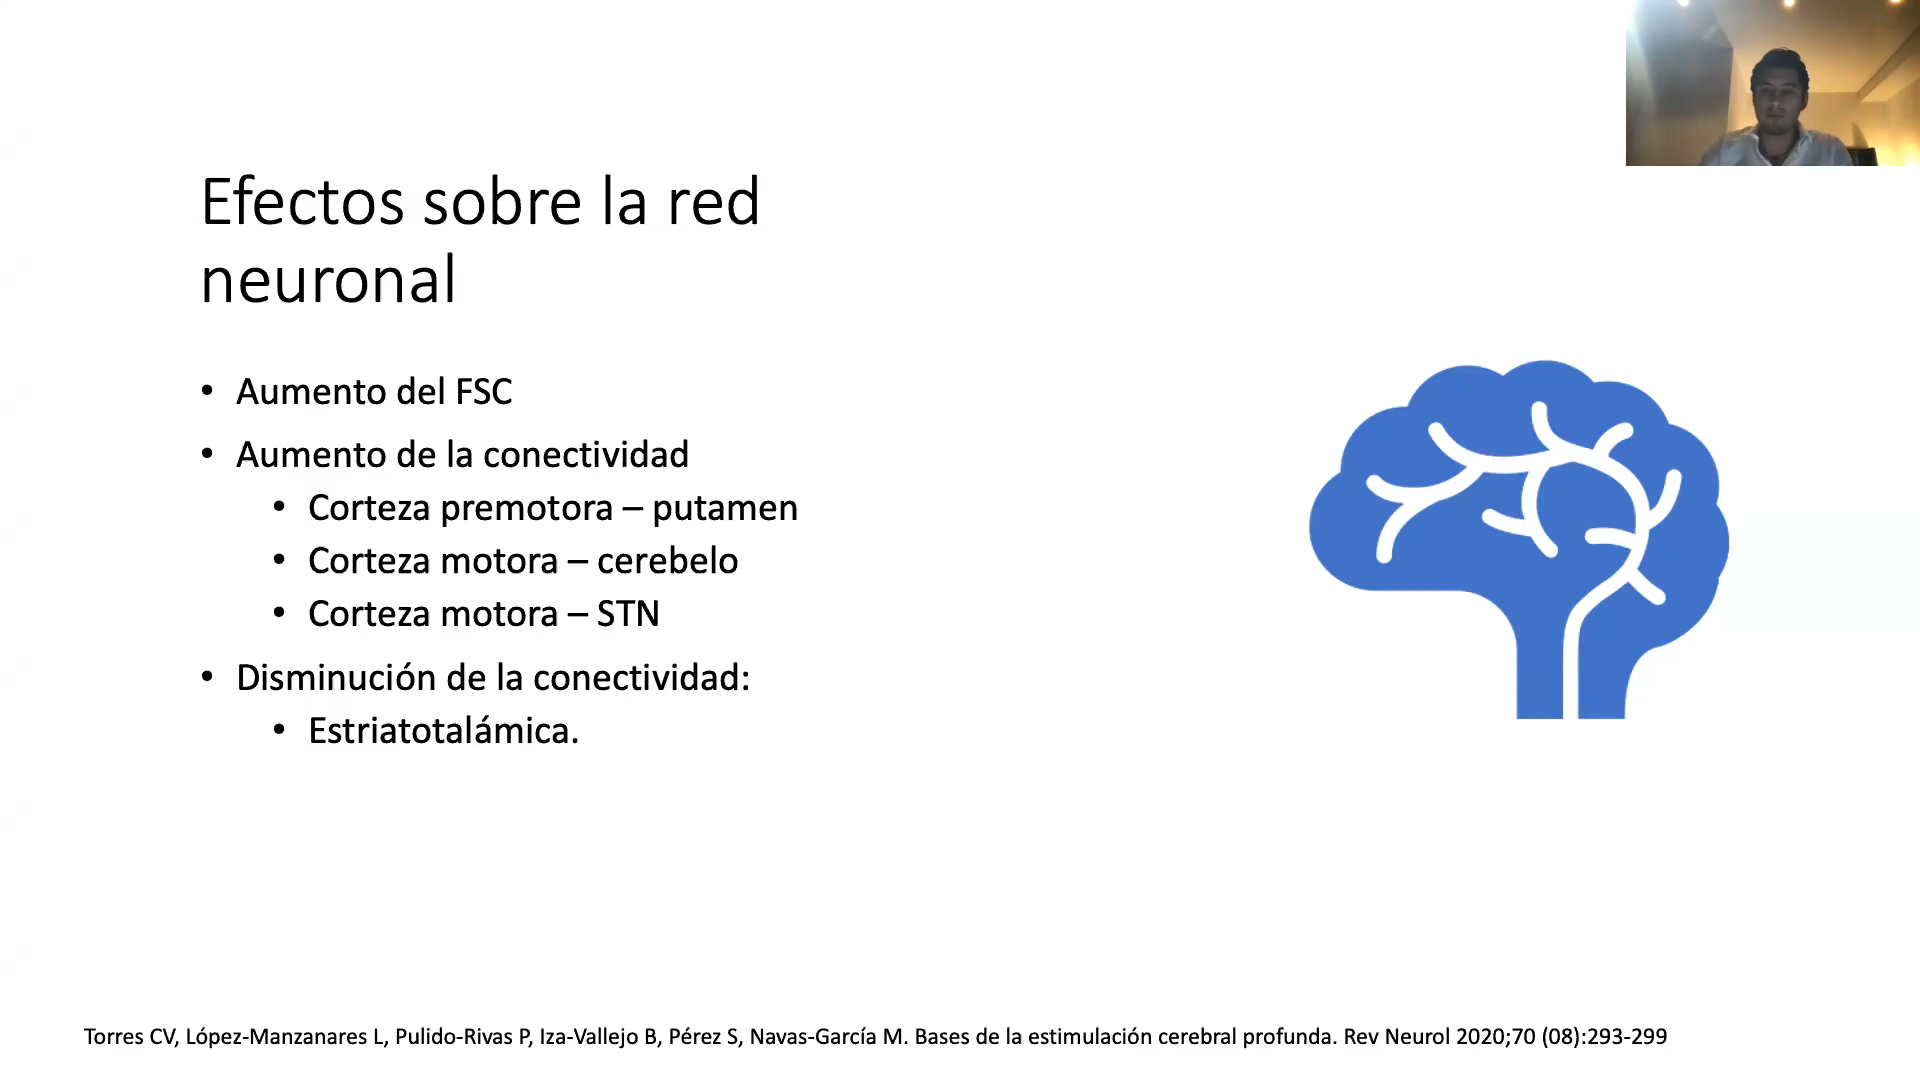 Efectos sobre la red
neuronal
• Aumento del FSC
• Aumento de la conectividad
• Corteza premotora – putamen
• Corteza motora – cerebelo
• Corteza motora – STN
• Disminución de la conectividad:
• Estriatotalámica.
Torres CV, López-Manzanares L, Pulido-Rivas P, Iza-Vallejo B, Pérez S, Navas-García M. Bases de la estimulación cerebral profunda. Rev Neurol 2020;70 (08):293-299